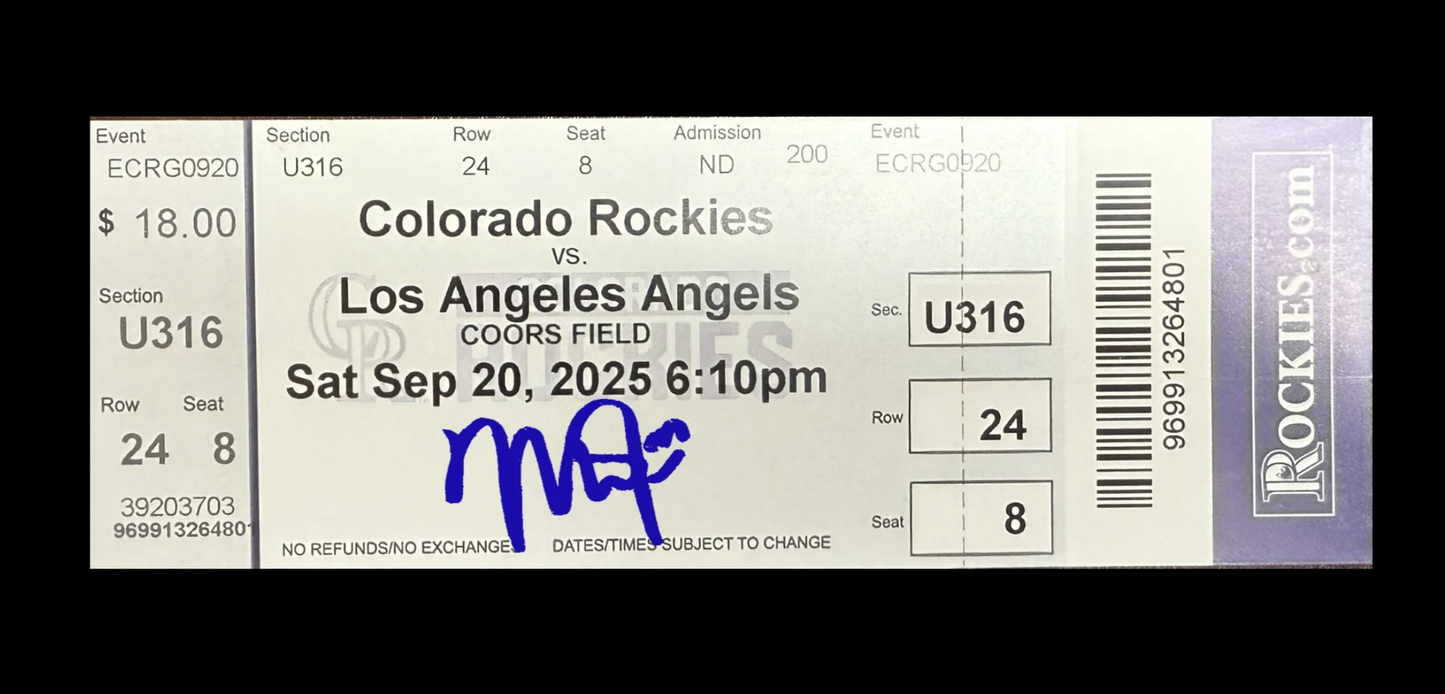 Event
ECRG0920
$ 18.00
Section
U316
Row Seat
24 8
39203703
969913264801
Section Row Seat Admission Event
U316 24 8 ND 200 ECRG0920
Colorado Rockies
VS.
Los Angeles Angels
COORS FIELD
Sat Sep 20, 2025 6:10pm
NO REFUNDS/NO EXCHANGES DATES/TIMES SUBJECT TO CHANGE
Sec. U316
Row 24
Seat 8
969913264801
ROCKIES.com
CR
ROCKIES